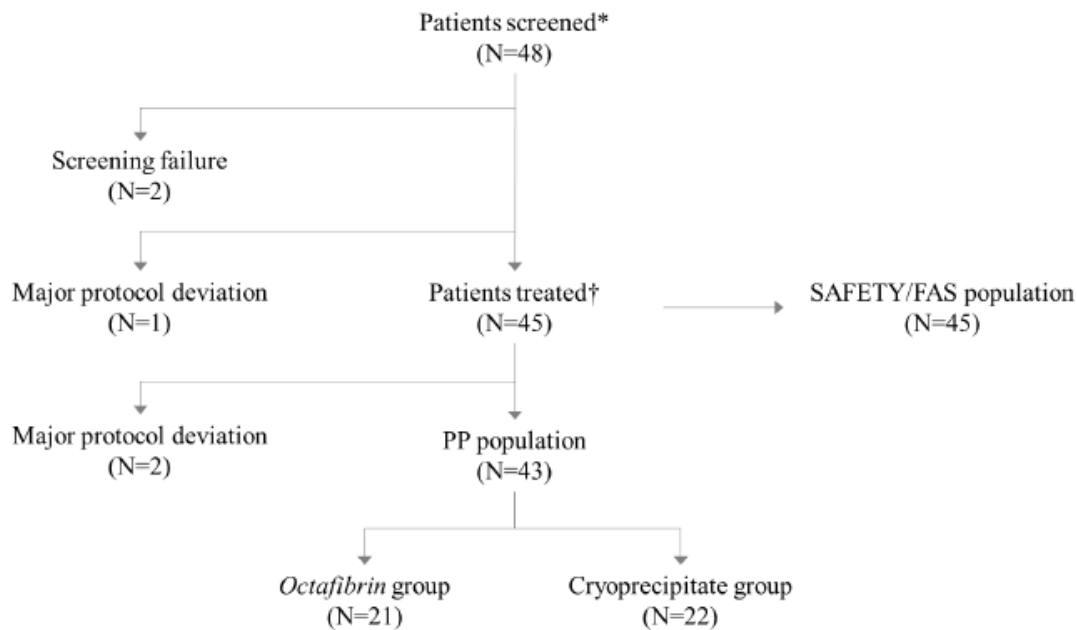 Patients screened*
(N=48)
Screening failure
(N=2)
Major protocol deviation
(N=1)
Patients treated†
(N=45)
SAFETY/FAS population
(N=45)
Major protocol deviation
(N=2)
PP population
(N=43)
Octafibrin group
(N=21)
Cryoprecipitate group
(N=22)